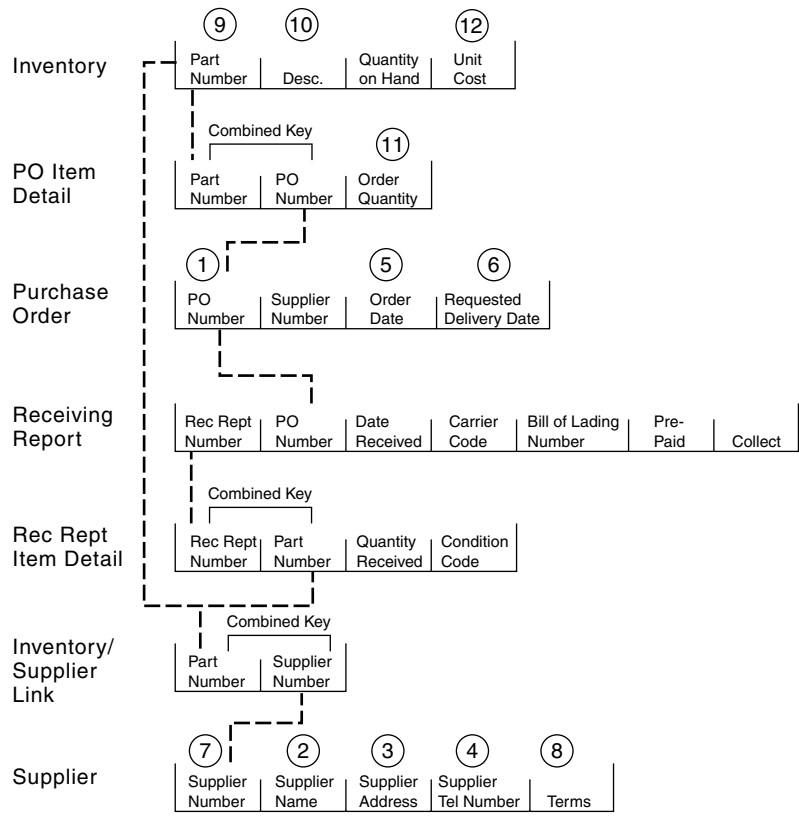 9 10 12
Inventory
Part Number Desc. Quantity on Hand Unit Cost
Combined Key
11
PO Item Detail
Part Number PO Number Order Quantity
1 5 6
Purchase Order
PO Number Supplier Number Order Date Requested Delivery Date
Receiving Report
Rec Rept Number PO Number Date Received Carrier Code Bill of Lading Number Pre-Paid Collect
Combined Key
Rec Rept Item Detail
Rec Rept Number Part Number Quantity Received Condition Code
Combined Key
Inventory/ Supplier Link
Part Number Supplier Number
7 2 3 4 8
Supplier
Supplier Number Supplier Name Supplier Address Supplier Tel Number Terms